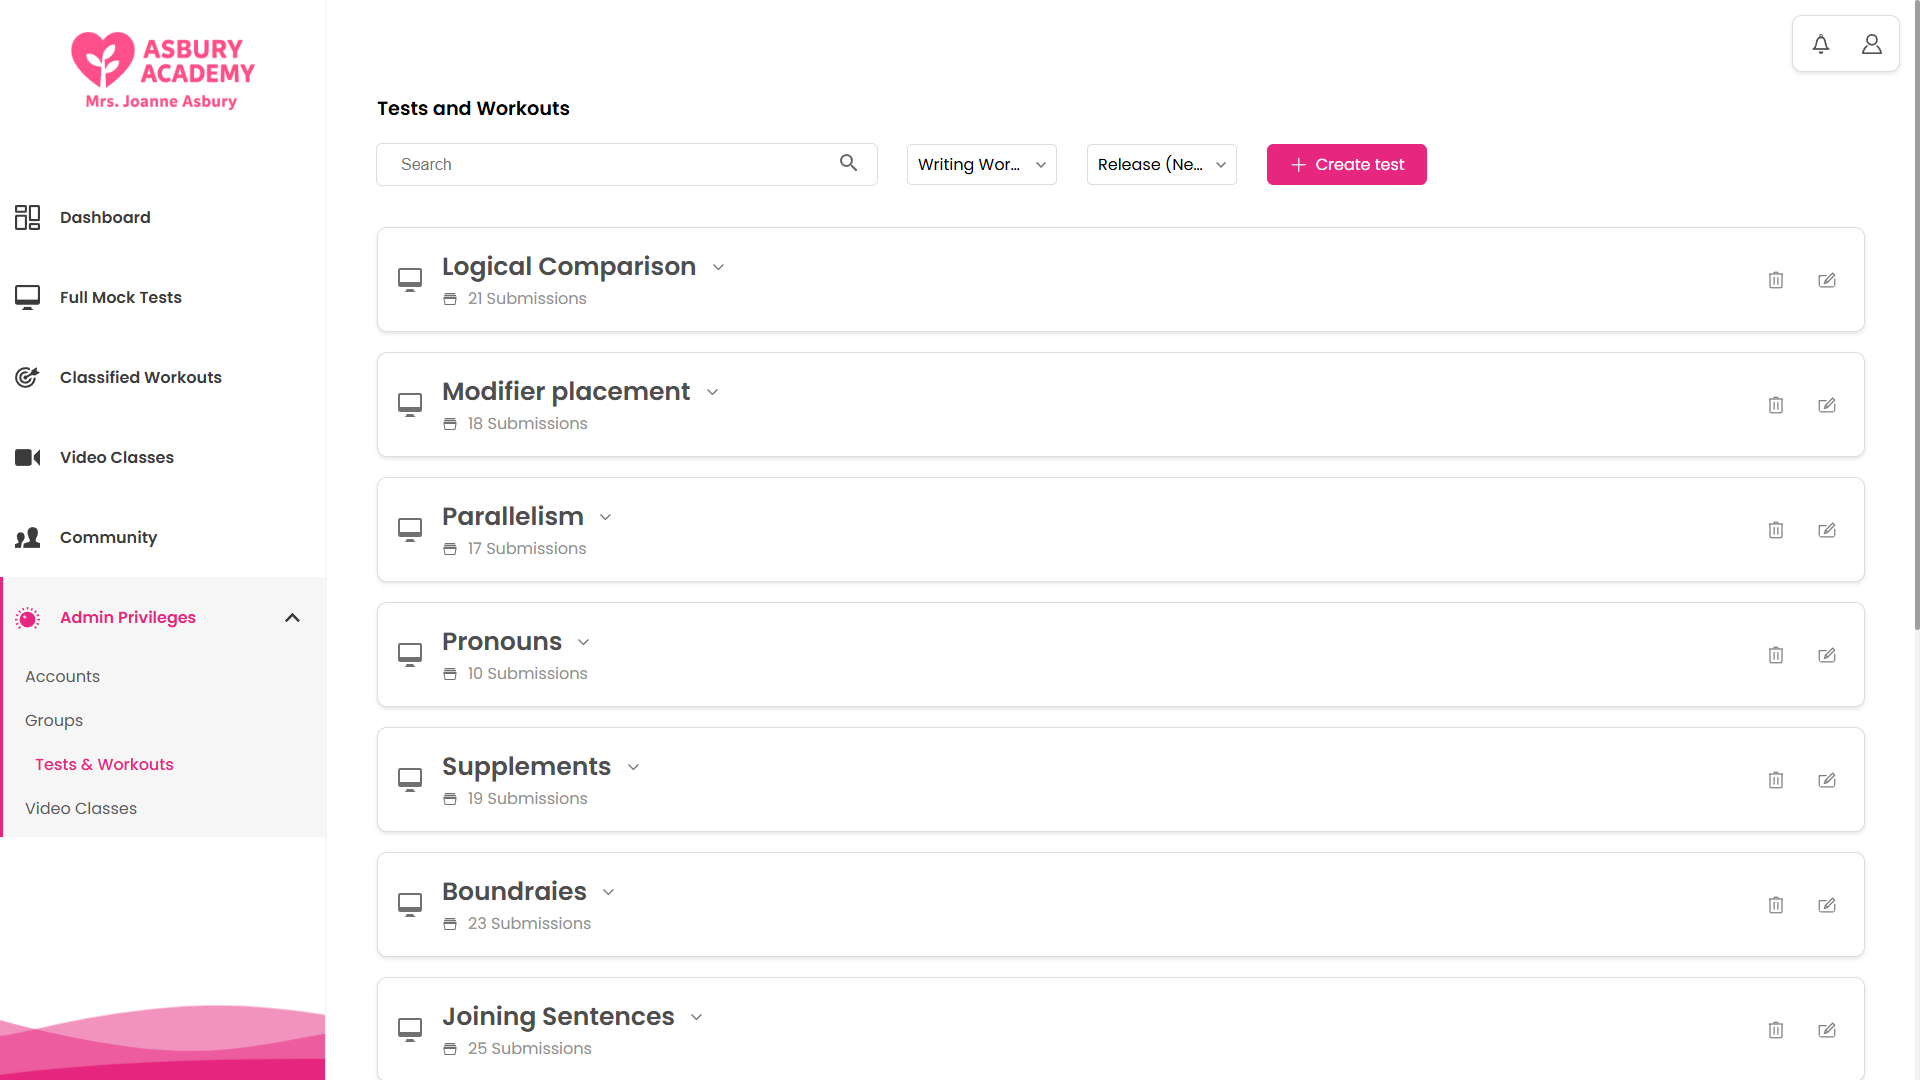 ASBURY
ACADEMY
Mrs. Joanne Asbury
Dashboard
Full Mock Tests
Classified Workouts
Video Classes
Community
Admin Privileges
Accounts
Groups
Tests & Workouts
Video Classes
Tests and Workouts
Search
Writing Wor...
Release (Ne...
Create test
Logical Comparison
21 Submissions
Modifier placement
18 Submissions
Parallelism
17 Submissions
Pronouns
10 Submissions
Supplements
19 Submissions
Boundraies
23 Submissions
Joining Sentences
25 Submissions